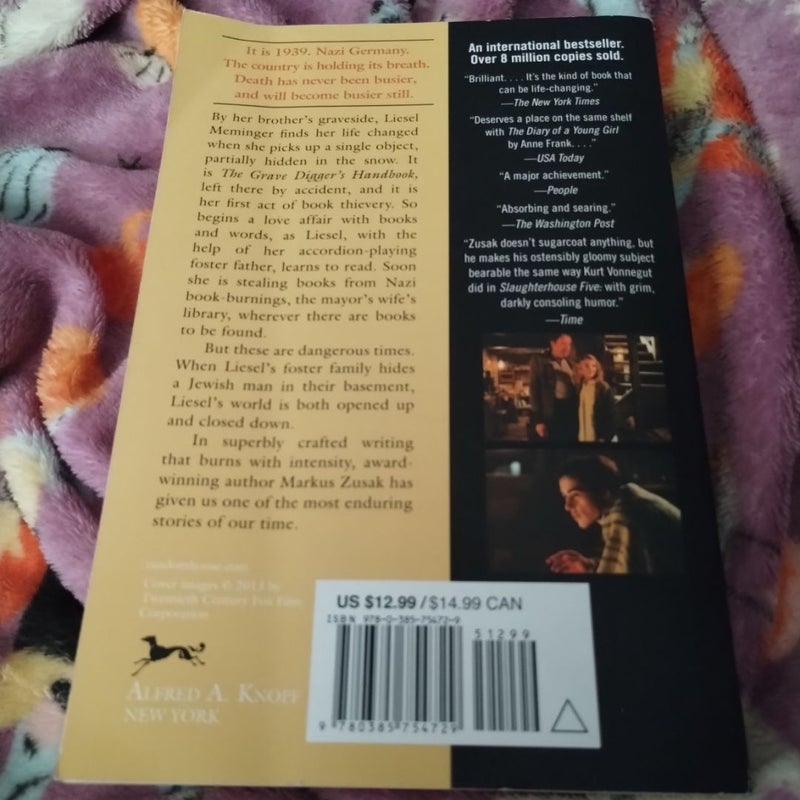 It is 1939. Nazi Germany.
The country is holding its breath.
Death has never been busier,
and will become busier still.
By her brother's graveside, Liesel
Meminger finds her life changed
when she picks up a single object,
partially hidden in the snow. It
is The Grave Digger's Handbook,
left there by accident, and it is
her first act of book thievery. So
begins a love affair with books
and words, as Liesel, with the
help of her accordion-playing
foster father, learns to read. Soon
she is stealing books from Nazi
book-burnings, the mayor's wife's
library, wherever there are books
to be found.
But these are dangerous times.
When Liesel's foster family hides
a Jewish man in their basement,
Liesel's world is both opened up
and closed down.
In superbly crafted writing
that burns with intensity, award-
winning author Markus Zusak has
given us one of the most enduring
stories of our time.
randomhouse.com
Cover images © 2013 by
Twentieth Century Fox Film
Corporation
ALFRED A. KNOPF
NEW YORK
An international bestseller.
Over 8 million copies sold.
"Brilliant. . . . It's the kind of book that
can be life-changing."
—The New York Times
"Deserves a place on the same shelf
with The Diary of a Young Girl
by Anne Frank. . . ."
—USA Today
"A major achievement."
—People
"Absorbing and searing."
—The Washington Post
"Zusak doesn't sugarcoat anything, but
he makes his ostensibly gloomy subject
bearable the same way Kurt Vonnegut
did in Slaughterhouse Five: with grim,
darkly consoling humor."
—Time
US $12.99 / $14.99 CAN
ISBN 978-0-385-75472-9
51299
9 780385 754729